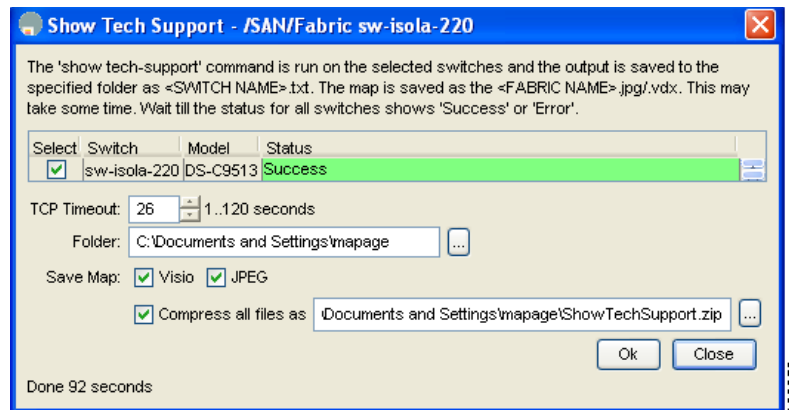 Show Tech Support - /SAN/Fabric sw-isola-220
The 'show tech-support' command is run on the selected switches and the output is saved to the
specified folder as <SWITCH NAME>.txt. The map is saved as the <FABRIC NAME>.jpg/.vdx. This may
take some time. Wait till the status for all switches shows 'Success' or 'Error'.
Select Switch Model Status
sw-isola-220 DS-C9513 Success
TCP Timeout: 26 1..120 seconds
Folder: C:\Documents and Settings\mapage ...
Save Map: Visio JPEG
Compress all files as \Documents and Settings\mapage\ShowTechSupport.zip ...
Ok Close
Done 92 seconds